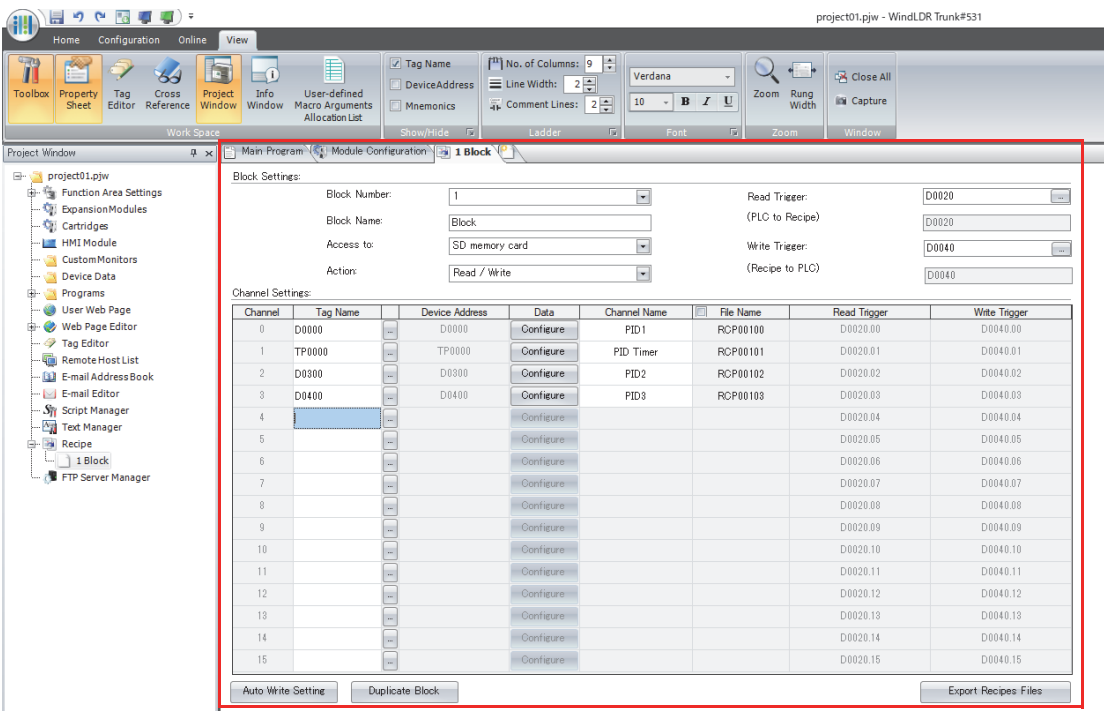 project01.pjw - WindLDR Trunk#531
Home Configuration Online View
Toolbox Property Sheet Tag Editor Cross Reference Project Window Info Window User-defined Macro Arguments Allocation List
Work Space
Tag Name
DeviceAddress
Mnemonics
Show/Hide
No. of Columns: 9
Line Width: 2
Comment Lines: 2
Ladder
Verdana
10 B I U
Font
Zoom Rung Width
Zoom
Close All
Capture
Window
Project Window
project01.pjw
Function Area Settings
ExpansionModules
Cartridges
HMI Module
CustomMonitors
Device Data
Programs
User Web Page
Web Page Editor
Tag Editor
Remote Host List
E-mail AddressBook
E-mail Editor
Script Manager
Text Manager
Recipe
1 Block
FTP Server Manager
Main Program Module Configuration 1 Block
Block Settings:
Block Number: 1 Read Trigger: D0020 ...
Block Name: Block (PLC to Recipe) D0020
Access to: SD memory card Write Trigger: D0040 ...
Action: Read / Write (Recipe to PLC) D0040
Channel Settings:
Channel Tag Name Device Address Data Channel Name File Name Read Trigger Write Trigger
0 D0000 ... D0000 Configure PID1 RCP00100 D0020.00 D0040.00
1 TP0000 ... TP0000 Configure PID Timer RCP00101 D0020.01 D0040.01
2 D0300 ... D0300 Configure PID2 RCP00102 D0020.02 D0040.02
3 D0400 ... D0400 Configure PID3 RCP00103 D0020.03 D0040.03
4 ... Configure D0020.04 D0040.04
5 ... Configure D0020.05 D0040.05
6 ... Configure D0020.06 D0040.06
7 ... Configure D0020.07 D0040.07
8 ... Configure D0020.08 D0040.08
9 ... Configure D0020.09 D0040.09
10 ... Configure D0020.10 D0040.10
11 ... Configure D0020.11 D0040.11
12 ... Configure D0020.12 D0040.12
13 ... Configure D0020.13 D0040.13
14 ... Configure D0020.14 D0040.14
15 ... Configure D0020.15 D0040.15
Auto Write Setting Duplicate Block Export Recipes Files